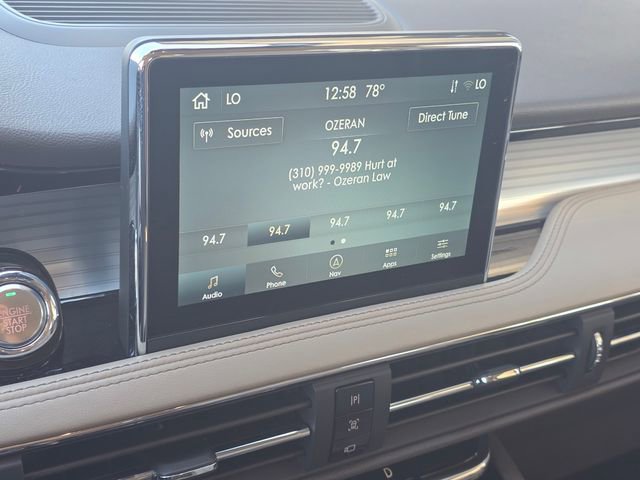 LO 12:58 78° LO
Sources OZERAN Direct Tune
94.7
(310) 999-9989 Hurt at
work? - Ozeran Law
94.7 94.7 94.7 94.7 94.7
Audio Phone Nav Apps Settings
ENGINE
START
STOP
P
D